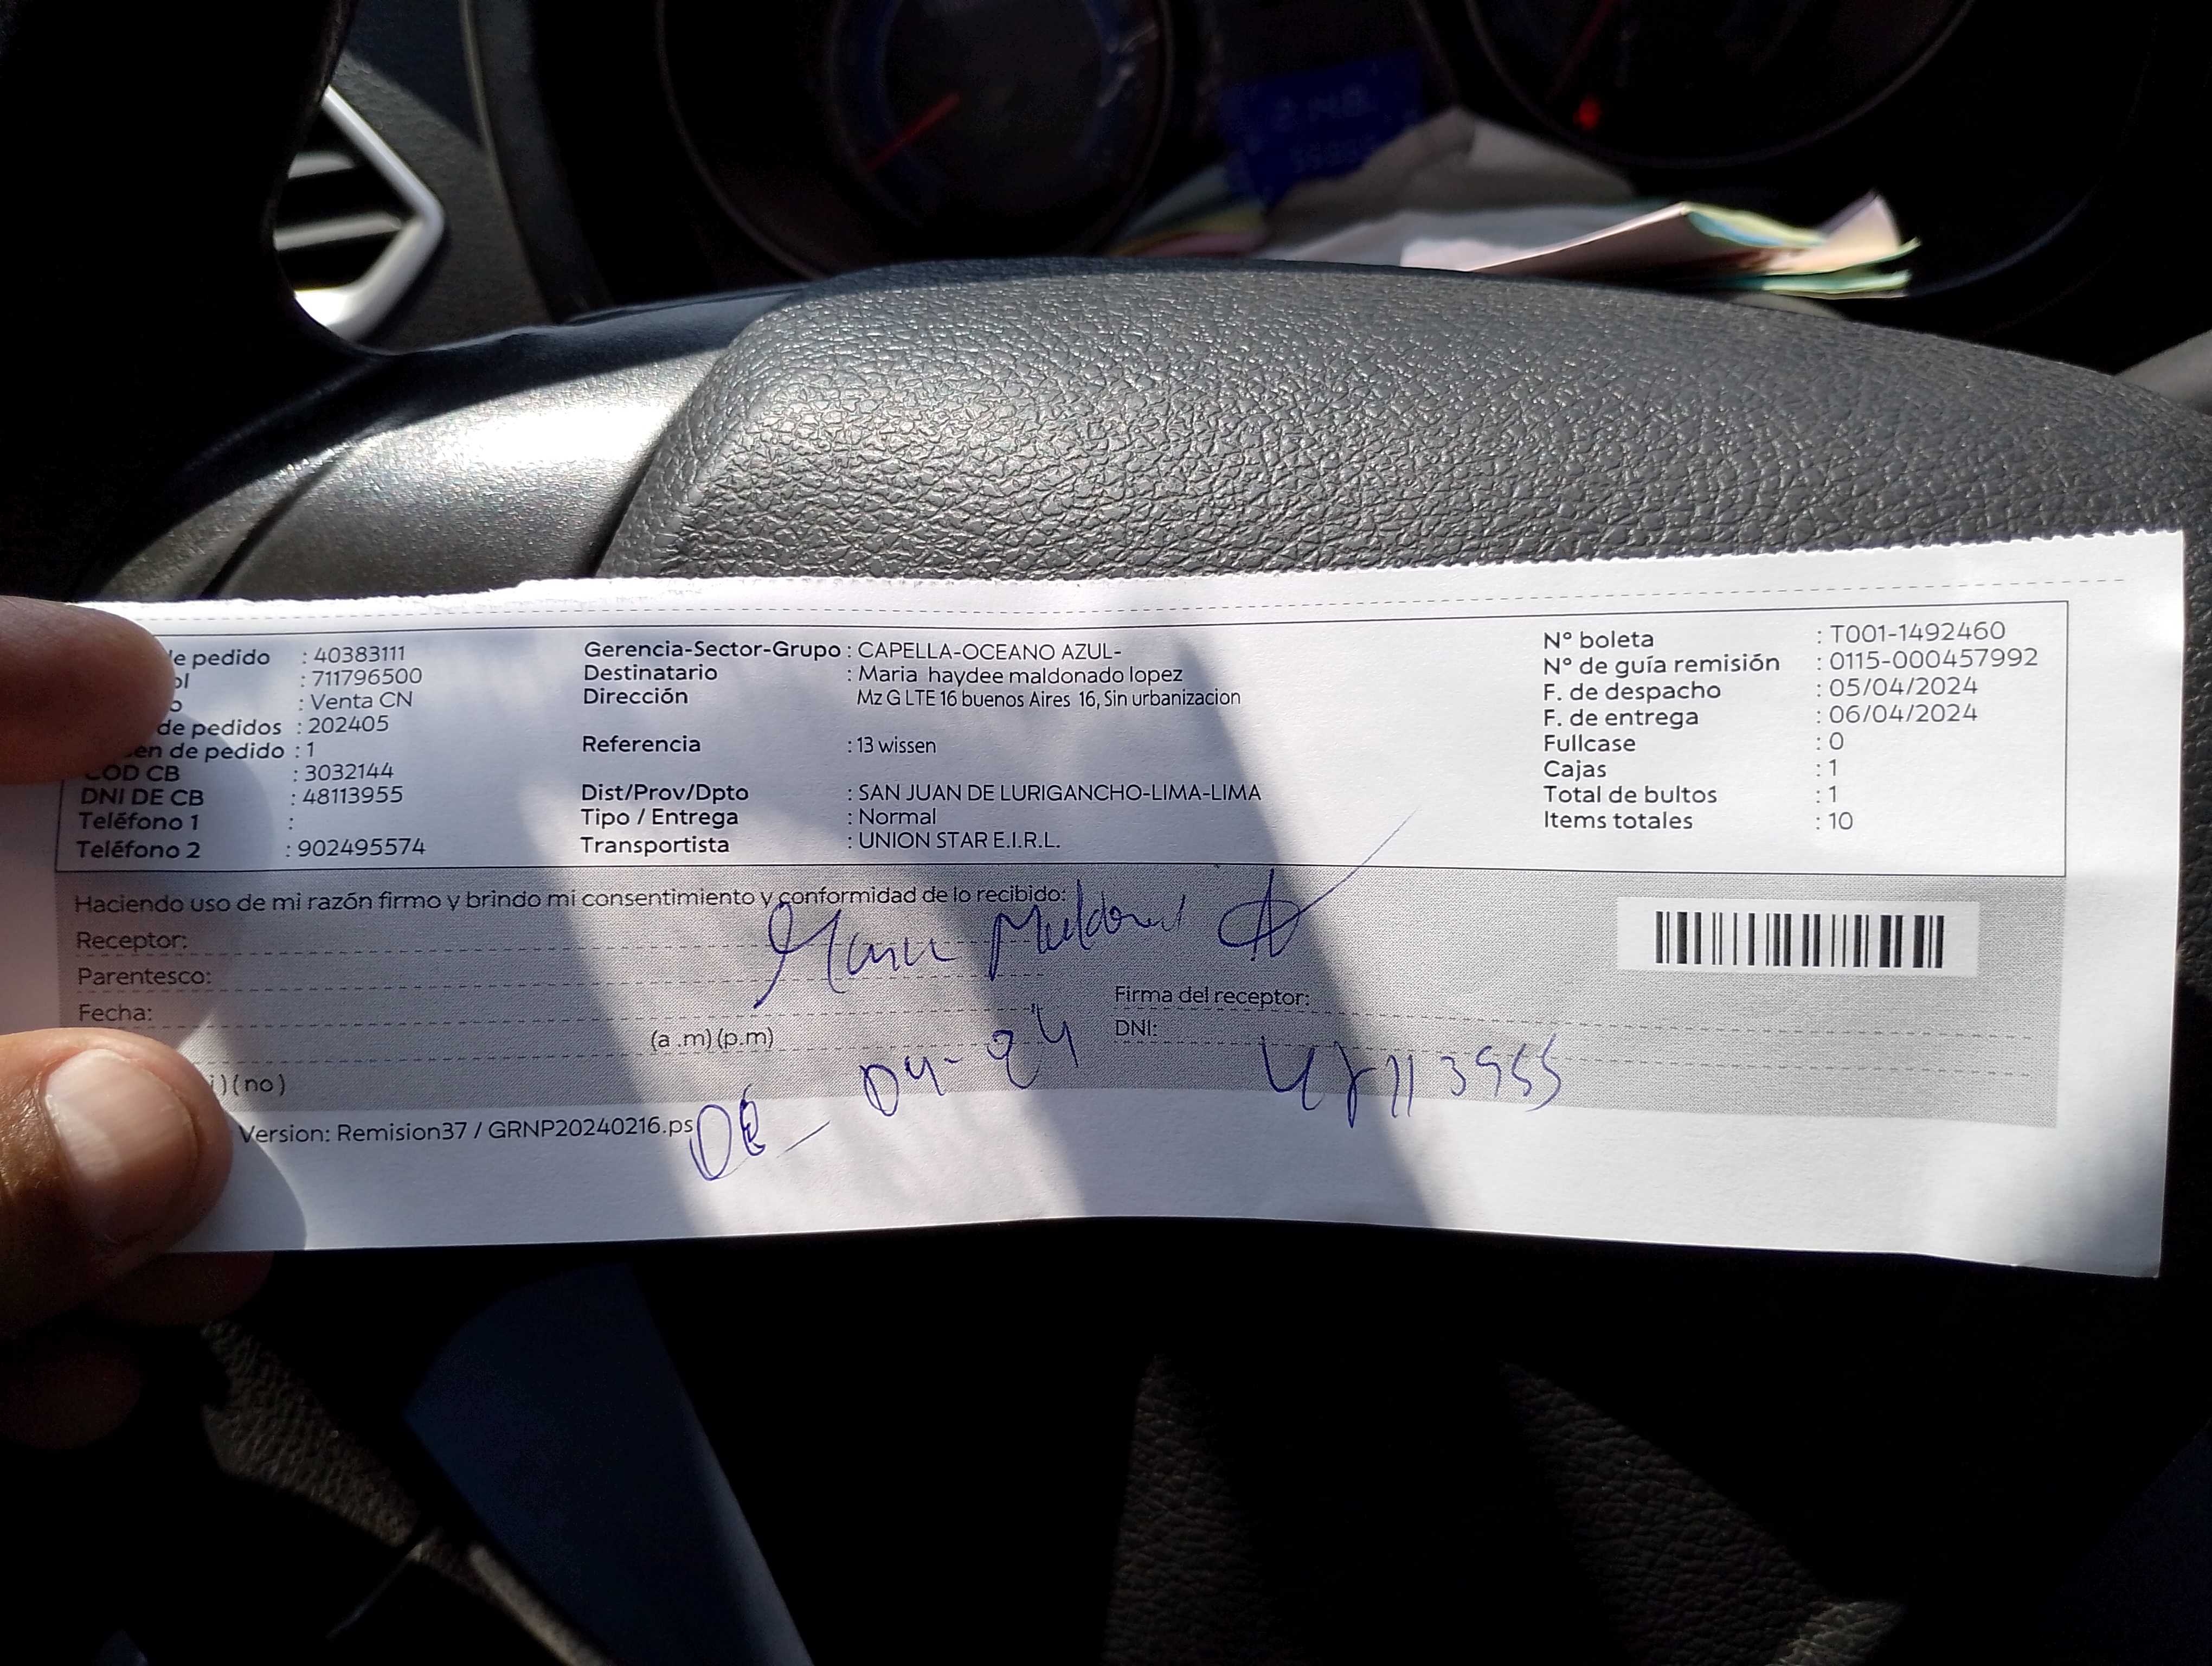 de pedido : 40383111
ol : 711796500
o : Venta CN
de pedidos : 202405
en de pedido : 1
COD CB : 3032144
DNI DE CB : 48113955
Teléfono 1 :
Teléfono 2 : 902495574
Gerencia-Sector-Grupo : CAPELLA-OCEANO AZUL-
Destinatario : Maria haydee maldonado lopez
Dirección Mz G LTE 16 buenos Aires 16, Sin urbanizacion
Referencia : 13 wissen
Dist/Prov/Dpto : SAN JUAN DE LURIGANCHO-LIMA-LIMA
Tipo / Entrega : Normal
Transportista : UNION STAR E.I.R.L.
N° boleta : T001-1492460
N° de guía remisión : 0115-000457992
F. de despacho : 05/04/2024
F. de entrega : 06/04/2024
Fullcase : 0
Cajas : 1
Total de bultos : 1
Items totales : 10
Haciendo uso de mi razón firmo y brindo mi consentimiento y conformidad de lo recibido:
Receptor:
Maria Maldonad
Parentesco:
Fecha:
Firma del receptor:
(a .m) (p.m)
DNI:
06-04-24
48113955
i) (no)
Version: Remision37 / GRNP20240216.ps